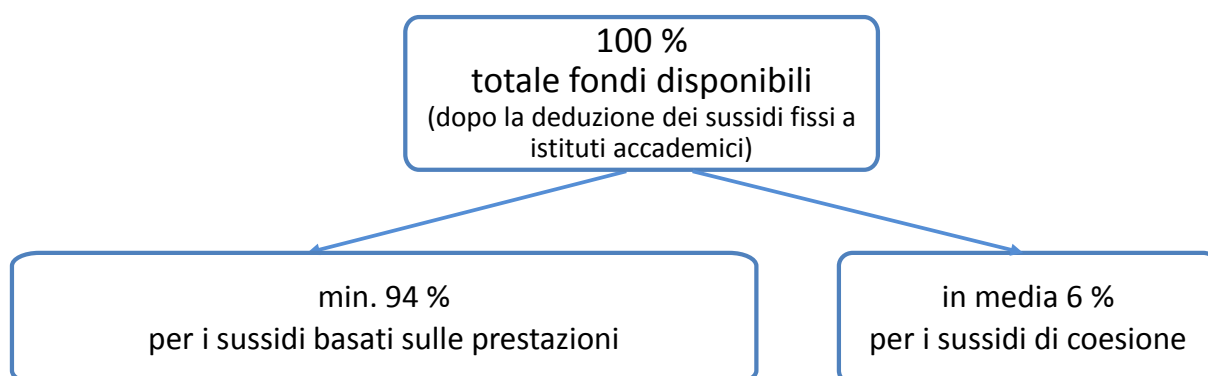 100 %
totale fondi disponibili
(dopo la deduzione dei sussidi fissi a
istituti accademici)
min. 94 %
per i sussidi basati sulle prestazioni
in media 6 %
per i sussidi di coesione